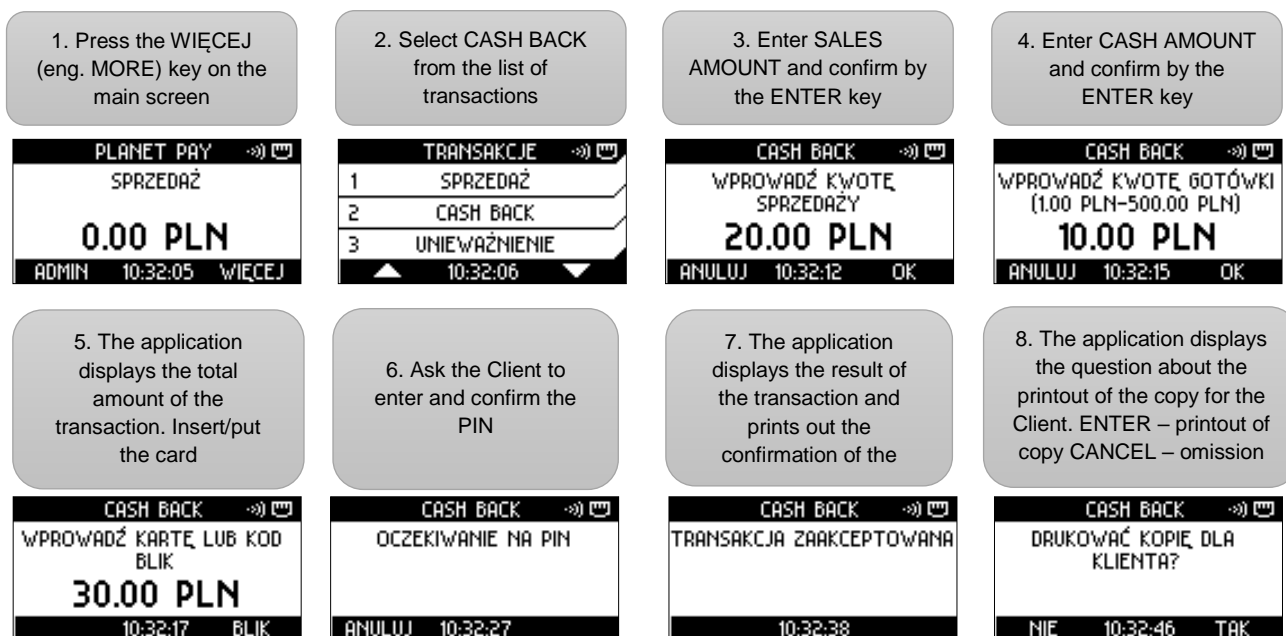 1. Press the WIĘCEJ
(eng. MORE) key on the
main screen
2. Select CASH BACK
from the list of
transactions
3. Enter SALES
AMOUNT and confirm by
the ENTER key
4. Enter CASH AMOUNT
and confirm by the
ENTER key
PLANET PAY
SPRZEDAŻ
0.00 PLN
ADMIN 10:32:05 WIĘCEJ
TRANSAKCJE
1 SPRZEDAŻ
2 CASH BACK
3 UNIEWAŻNIENIE
10:32:06
CASH BACK
WPROWADŹ KWOTĘ
SPRZEDAŻY
20.00 PLN
ANULUJ 10:32:12 OK
CASH BACK
WPROWADŹ KWOTĘ GOTÓWKI
(1.00 PLN-500.00 PLN)
10.00 PLN
ANULUJ 10:32:15 OK
5. The application
displays the total
amount of the
transaction. Insert/put
the card
6. Ask the Client to
enter and confirm the
PIN
7. The application
displays the result of
the transaction and
prints out the
confirmation of the
8. The application displays
the question about the
printout of the copy for the
Client. ENTER – printout of
copy CANCEL – omission
CASH BACK
WPROWADŹ KARTĘ LUB KOD
BLIK
30.00 PLN
10:32:17 BLIK
CASH BACK
OCZEKIWANIE NA PIN
ANULUJ 10:32:27
CASH BACK
TRANSAKCJA ZAAKCEPTOWANA
10:32:38
CASH BACK
DRUKOWAĆ KOPIĘ DLA
KLIENTA?
NIE 10:32:46 TAK